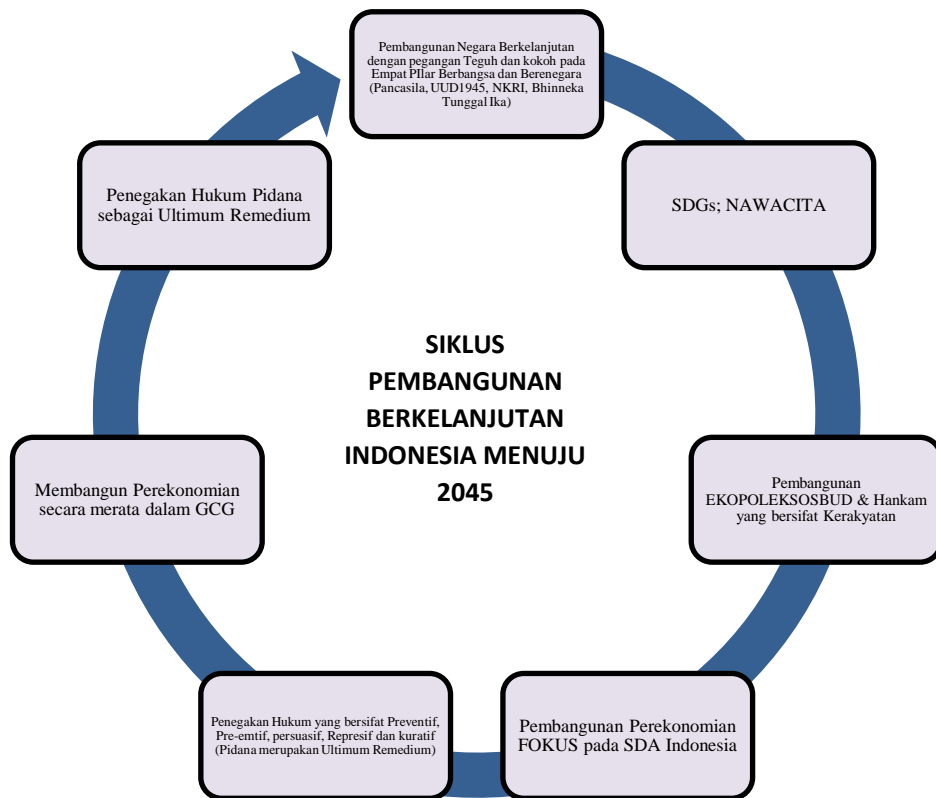 Pembangunan Negara Berkelanjutan
dengan pegangan Teguh dan kokoh pada
Empat PIlar Berbangsa dan Berenegara
(Pancasila, UUD1945, NKRI, Bhinneka
Tunggal Ika)
SDGs; NAWACITA
Pembangunan
EKOPOLEKSOSBUD & Hankam
yang bersifat Kerakyatan
Pembangunan Perekonomian
FOKUS pada SDA Indonesia
Penegakan Hukum yang bersifat Preventif,
Pre-emtif, persuasif, Represif dan kuratif
(Pidana merupakan Ultimum Remedium)
Membangun Perekonomian
secara merata dalam GCG
Penegakan Hukum Pidana
sebagai Ultimum Remedium
SIKLUS
PEMBANGUNAN
BERKELANJUTAN
INDONESIA MENUJU
2045